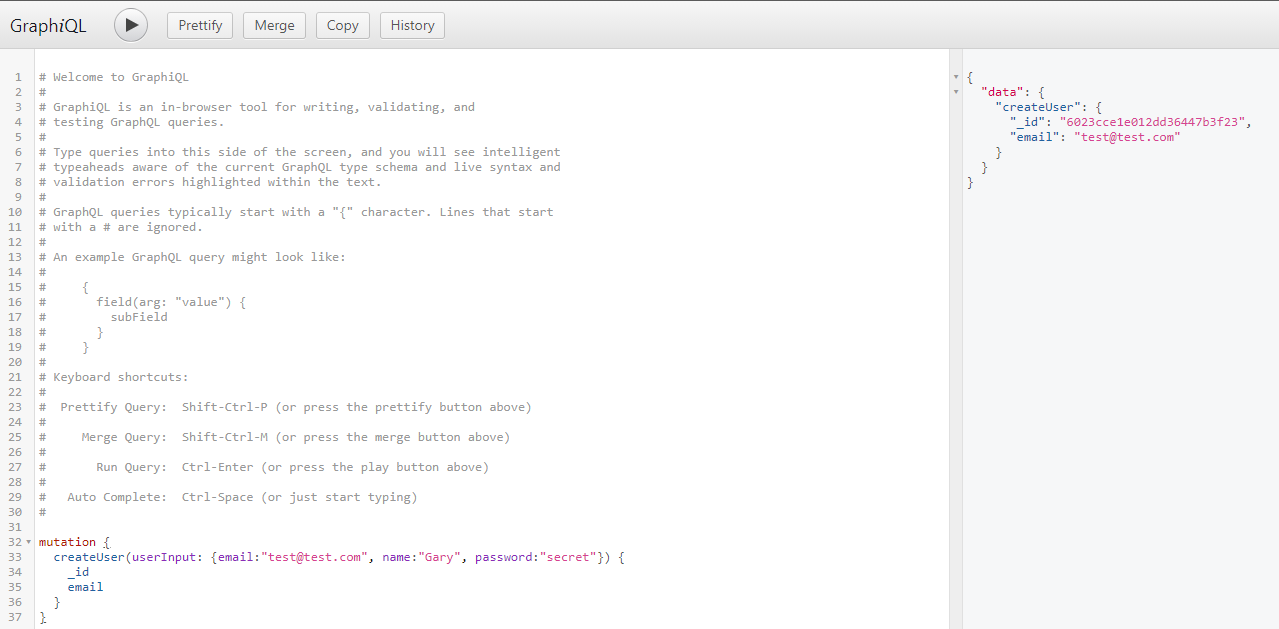 GraphiQL Prettify Merge Copy History
1 # Welcome to GraphiQL
2 #
3 # GraphiQL is an in-browser tool for writing, validating, and
4 # testing GraphQL queries.
5 #
6 # Type queries into this side of the screen, and you will see intelligent
7 # typeaheads aware of the current GraphQL type schema and live syntax and
8 # validation errors highlighted within the text.
9 #
10 # GraphQL queries typically start with a "{" character. Lines that start
11 # with a # are ignored.
12 #
13 # An example GraphQL query might look like:
14 #
15 #     {
16 #       field(arg: "value") {
17 #         subField
18 #       }
19 #     }
20 #
21 # Keyboard shortcuts:
22 #
23 #  Prettify Query:  Shift-Ctrl-P (or press the prettify button above)
24 #
25 #     Merge Query:  Shift-Ctrl-M (or press the merge button above)
26 #
27 #       Run Query:  Ctrl-Enter (or press the play button above)
28 #
29 #   Auto Complete:  Ctrl-Space (or just start typing)
30 #
31
32 mutation {
33   createUser(userInput: {email:"test@test.com", name:"Gary", password:"secret"}) {
34     _id
35     email
36   }
37 }
{
  "data": {
    "createUser": {
      "_id": "6023cce1e012dd36447b3f23",
      "email": "test@test.com"
    }
  }
}